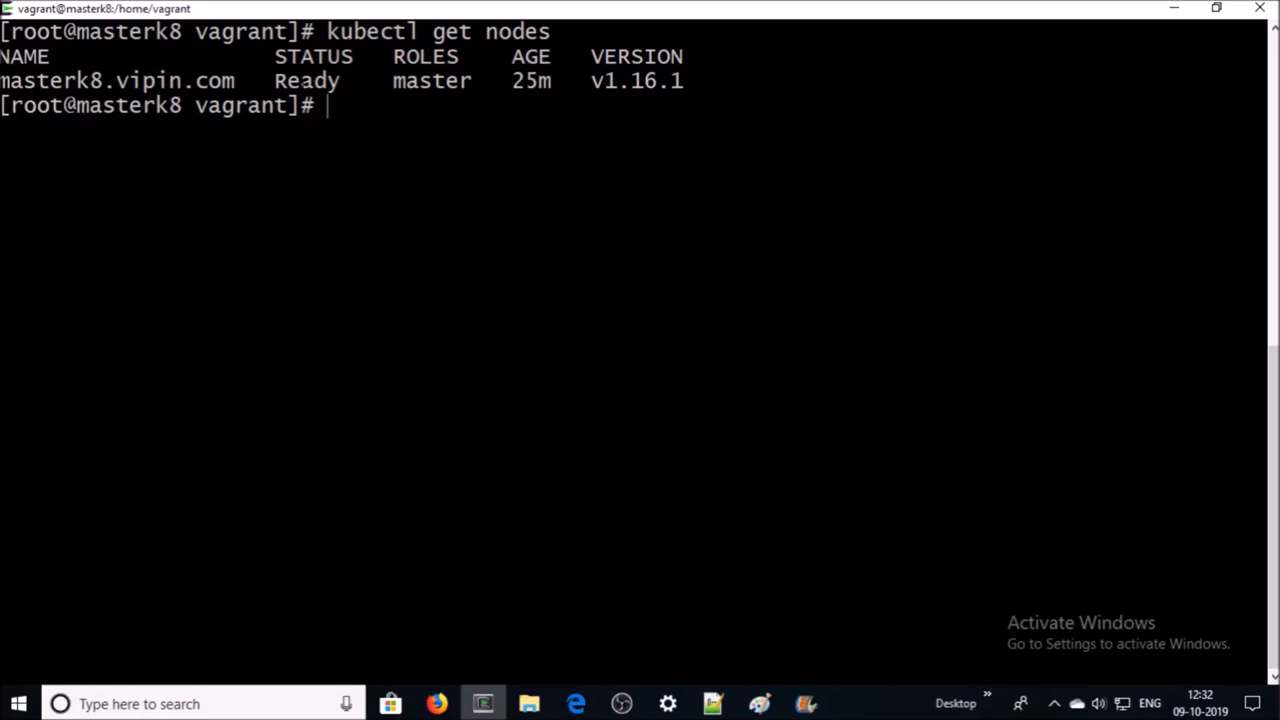 vagrant@masterk8:/home/vagrant
[root@masterk8 vagrant]# kubectl get nodes
NAME STATUS ROLES AGE VERSION
masterk8.vipin.com Ready master 25m v1.16.1
[root@masterk8 vagrant]#
Activate Windows
Go to Settings to activate Windows.
Type here to search
Desktop
ENG
12:32
09-10-2019